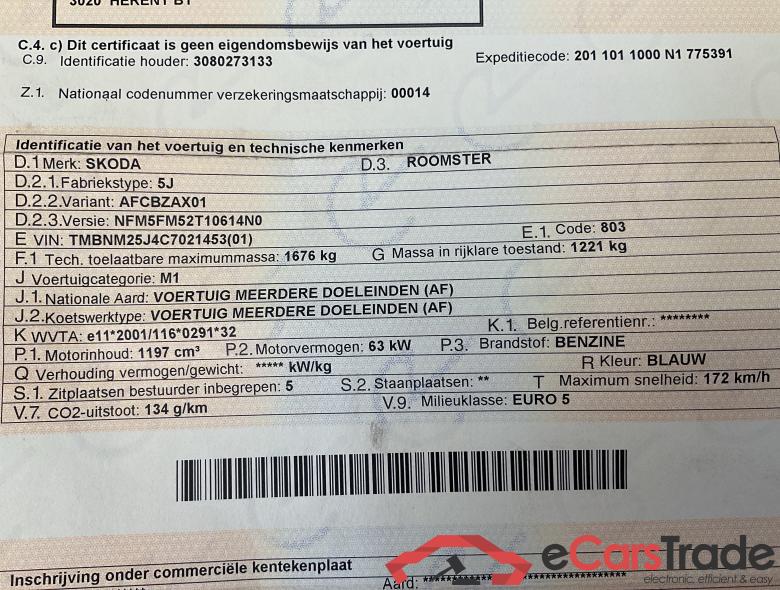 3020 HERENT BT
C.4. c) Dit certificaat is geen eigendomsbewijs van het voertuig
C.9. Identificatie houder: 3080273133 Expeditiecode: 201 101 1000 N1 775391
Z.1. Nationaal codenummer verzekeringsmaatschappij: 00014
Identificatie van het voertuig en technische kenmerken
D.1 Merk: SKODA D.3. ROOMSTER
D.2.1. Fabriekstype: 5J
D.2.2. Variant: AFCBZAX01
D.2.3. Versie: NFM5FM52T10614N0
E VIN: TMBNM25J4C7021453(01) E.1. Code: 803
F.1 Tech. toelaatbare maximummassa: 1676 kg G Massa in rijklare toestand: 1221 kg
J Voertuigcategorie: M1
J.1. Nationale Aard: VOERTUIG MEERDERE DOELEINDEN (AF)
J.2. Koetswerktype: VOERTUIG MEERDERE DOELEINDEN (AF)
K WVTA: e11*2001/116*0291*32 K.1. Belg.referentienr.: ********
P.1. Motorinhoud: 1197 cm³ P.2. Motorvermogen: 63 kW P.3. Brandstof: BENZINE
Q Verhouding vermogen/gewicht: ***** kW/kg R Kleur: BLAUW
S.1. Zitplaatsen bestuurder inbegrepen: 5 S.2. Staanplaatsen: ** T Maximum snelheid: 172 km/h
V.7. CO2-uitstoot: 134 g/km V.9. Milieuklasse: EURO 5
Inschrijving onder commerciële kentekenplaat
Aard:
eCarsTrade
electronic, efficient & easy